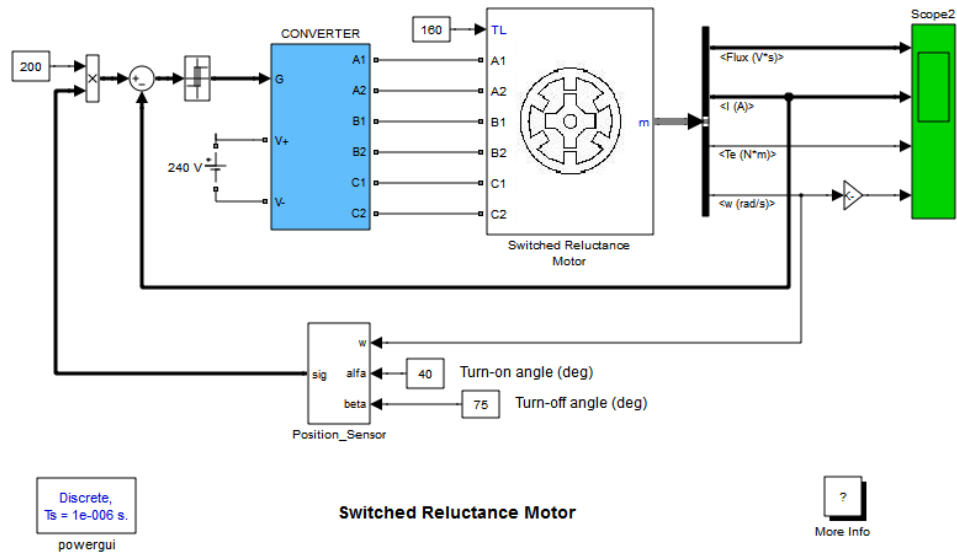 Scope2
CONVERTER
160
TL
200
×
+
-
G
V+
V-
240 V
+
A1
A2
B1
B2
C1
C2
A1
A2
B1
B2
C1
C2
m
Switched Reluctance
Motor
<Flux (V*s)>
<I (A)>
<Te (N*m)>
<w (rad/s)>
-K-
w
sig
alfa
beta
Position_Sensor
40
Turn-on angle (deg)
75
Turn-off angle (deg)
Discrete,
Ts = 1e-006 s.
powergui
Switched Reluctance Motor
?
More Info